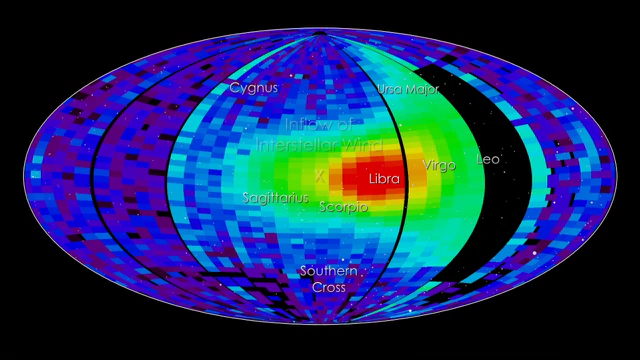 Cygnus
Ursa Major
Inflow of
Interstellar Wind
X
Libra
Virgo
Leo
Sagittarius
Scorpio
Southern
Cross